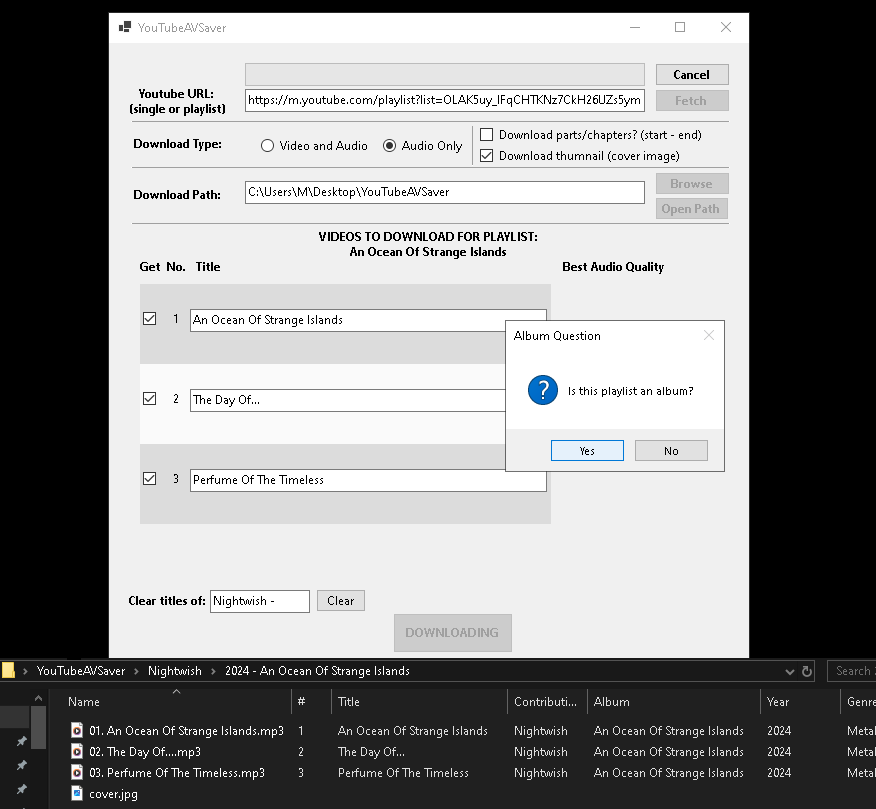 YouTubeAVSaver
Cancel
Youtube URL:
(single or playlist)
https://m.youtube.com/playlist?list=OLAK5uy_lFqCHTKNz7CkH26UZs5ym
Fetch
Download Type:
Video and Audio
Audio Only
Download parts/chapters? (start - end)
Download thumnail (cover image)
Download Path:
C:\Users\M\Desktop\YouTubeAVSaver
Browse
Open Path
VIDEOS TO DOWNLOAD FOR PLAYLIST:
An Ocean Of Strange Islands
Get No. Title
Best Audio Quality
1 An Ocean Of Strange Islands
2 The Day Of...
3 Perfume Of The Timeless
Album Question
Is this playlist an album?
Yes No
Clear titles of: Nightwish - Clear
DOWNLOADING
YouTubeAVSaver > Nightwish > 2024 - An Ocean Of Strange Islands
Search
Name # Title Contributi... Album Year Genre
01. An Ocean Of Strange Islands.mp3 1 An Ocean Of Strange Islands Nightwish An Ocean Of Strange Islands 2024 Metal
02. The Day Of....mp3 2 The Day Of... Nightwish An Ocean Of Strange Islands 2024 Metal
03. Perfume Of The Timeless.mp3 3 Perfume Of The Timeless Nightwish An Ocean Of Strange Islands 2024 Metal
cover.jpg